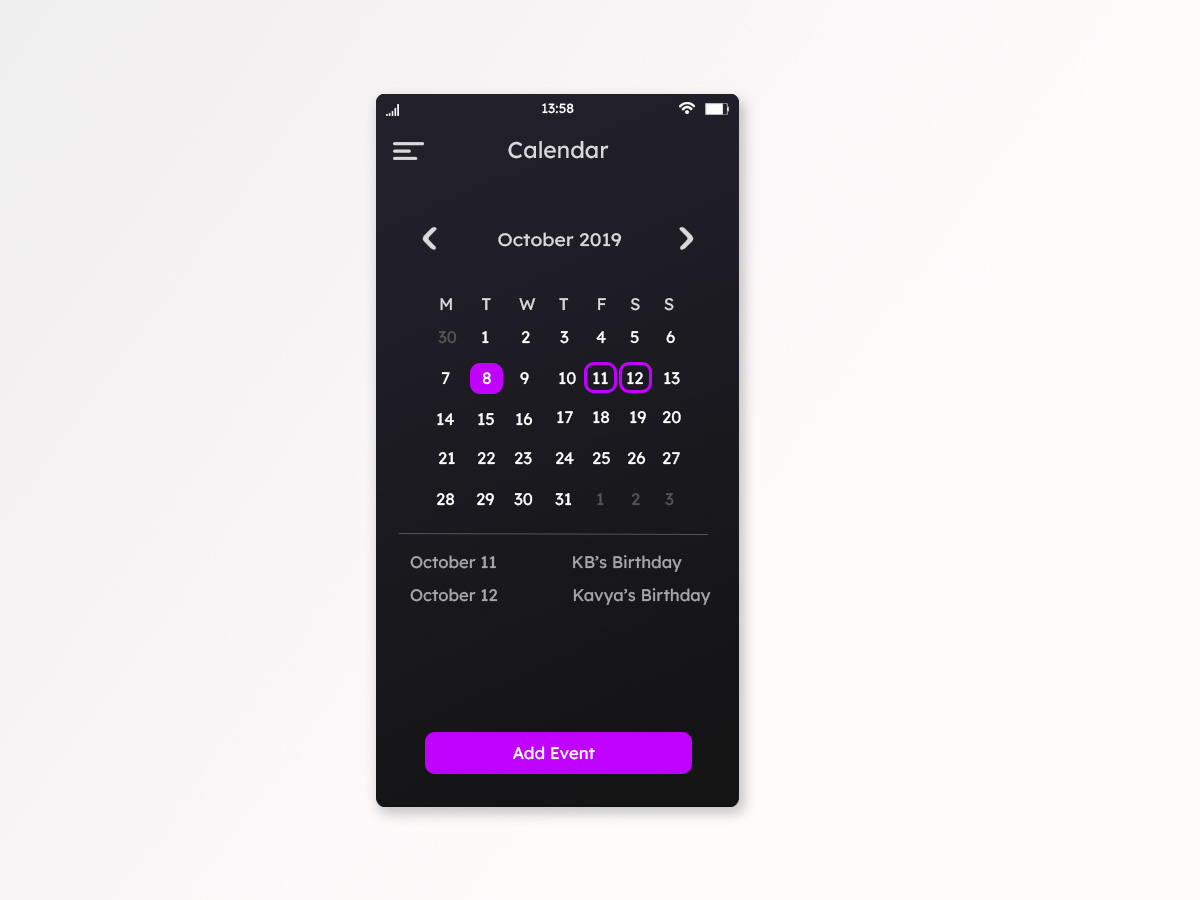 13:58
Calendar
October 2019
M T W T F S S
30 1 2 3 4 5 6
7 8 9 10 11 12 13
14 15 16 17 18 19 20
21 22 23 24 25 26 27
28 29 30 31 1 2 3
October 11 KB’s Birthday
October 12 Kavya’s Birthday
Add Event